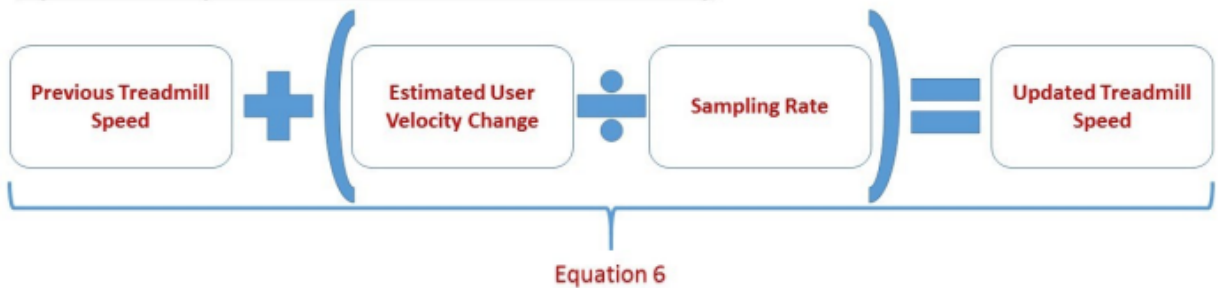 Previous Treadmill
Speed
Estimated User
Velocity Change
Sampling Rate
Updated Treadmill
Speed
Equation 6